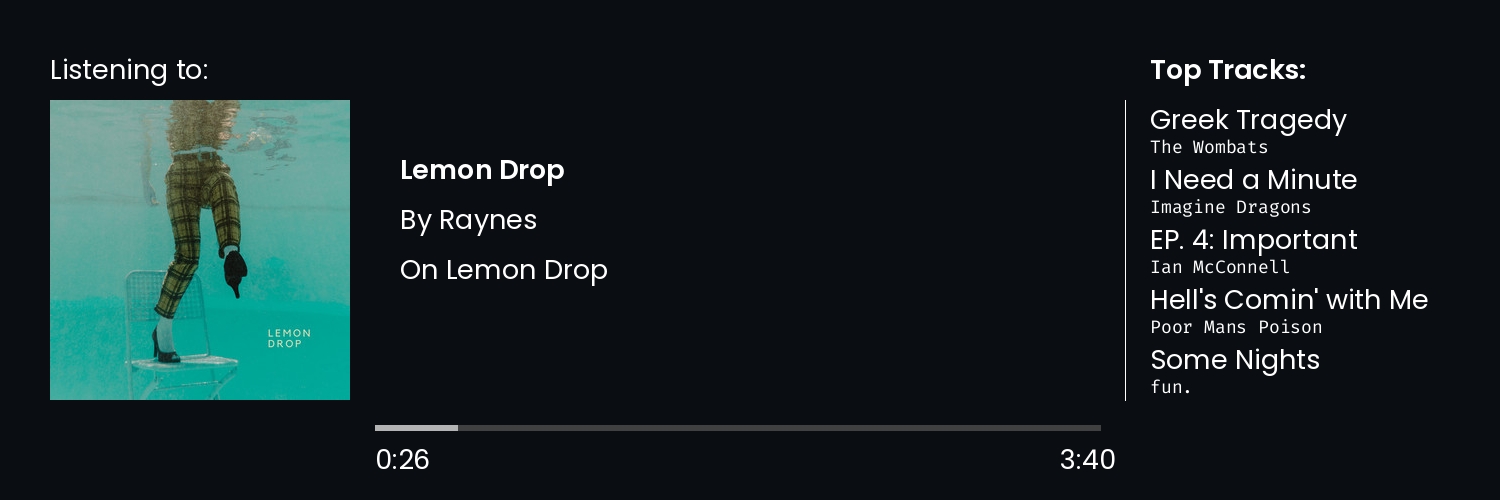 Listening to:
LEMON
DROP
Lemon Drop
By Raynes
On Lemon Drop
0:26
3:40
Top Tracks:
Greek Tragedy
The Wombats
I Need a Minute
Imagine Dragons
EP. 4: Important
Ian McConnell
Hell's Comin' with Me
Poor Mans Poison
Some Nights
fun.